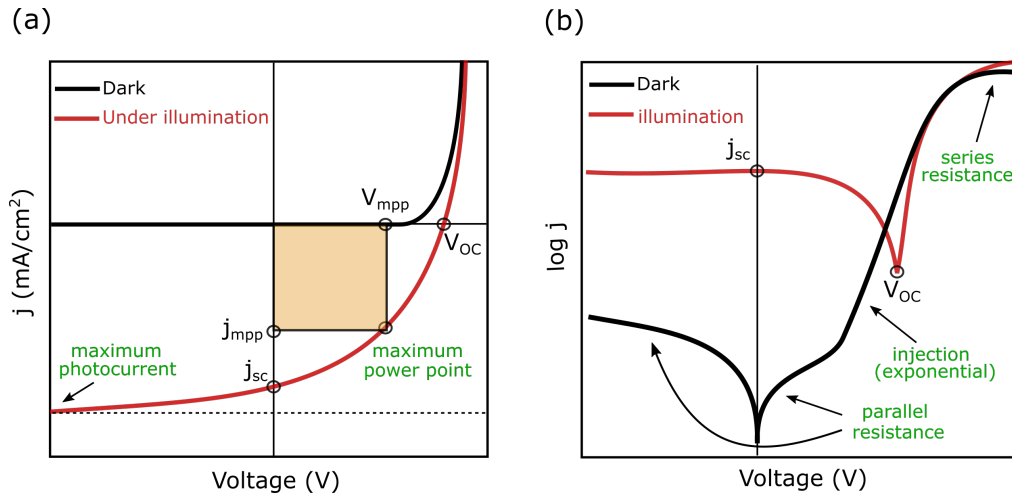 (a)
Dark
Under illumination
j (mA/cm²)
V_mpp
V_OC
j_mpp
maximum
photocurrent
j_sc
maximum
power point
Voltage (V)
(b)
Dark
illumination
j_sc
series
resistance
log j
V_OC
injection
(exponential)
parallel
resistance
Voltage (V)